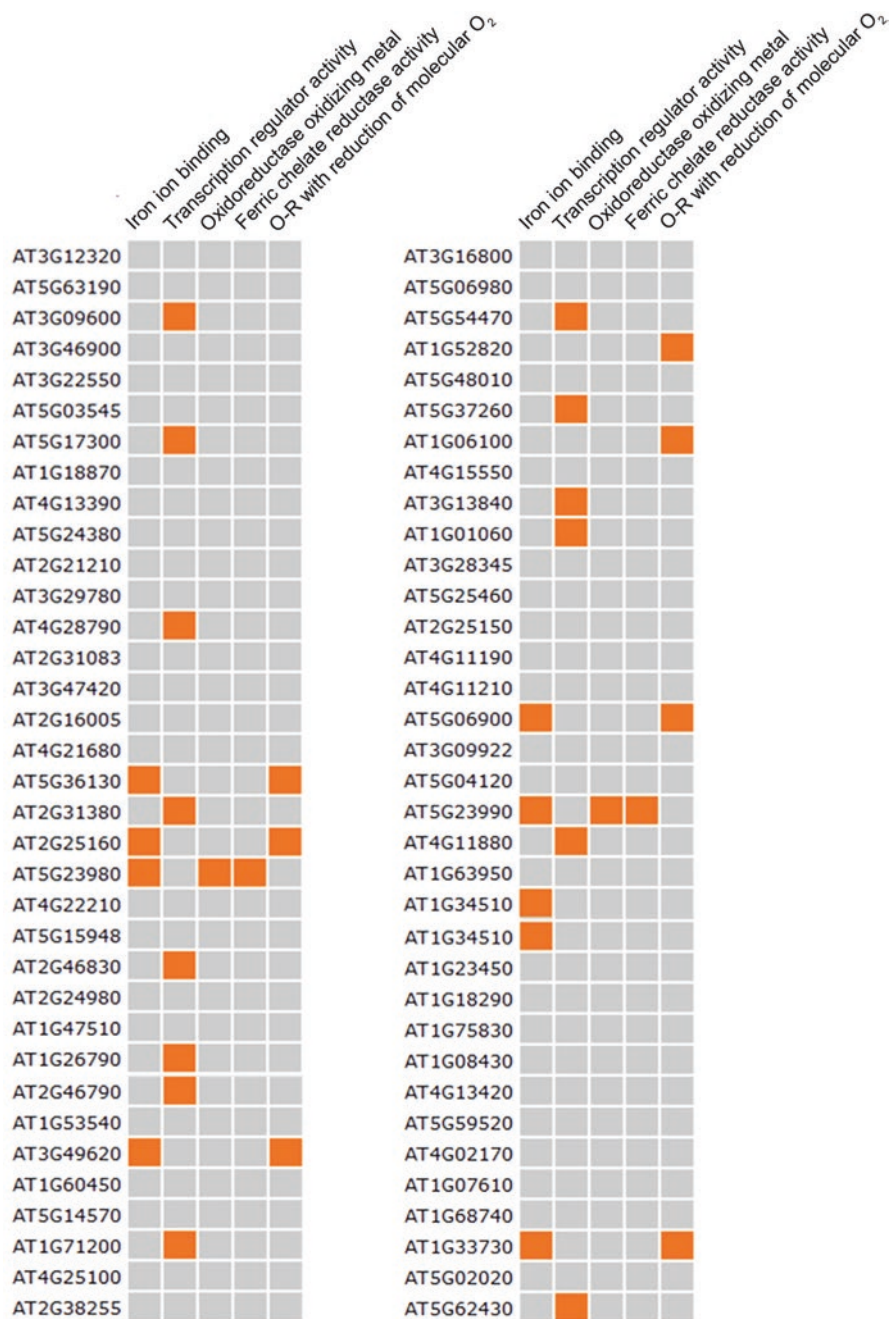 Iron ion binding
Transcription regulator activity
Oxidoreductase oxidizing metal
Ferric chelate reductase activity
O-R with reduction of molecular O₂
AT3G12320
AT5G63190
AT3G09600
AT3G46900
AT3G22550
AT5G03545
AT5G17300
AT1G18870
AT4G13390
AT5G24380
AT2G21210
AT3G29780
AT4G28790
AT2G31083
AT3G47420
AT2G16005
AT4G21680
AT5G36130
AT2G31380
AT2G25160
AT5G23980
AT4G22210
AT5G15948
AT2G46830
AT2G24980
AT1G47510
AT1G26790
AT2G46790
AT1G53540
AT3G49620
AT1G60450
AT5G14570
AT1G71200
AT4G25100
AT2G38255
Iron ion binding
Transcription regulator activity
Oxidoreductase oxidizing metal
Ferric chelate reductase activity
O-R with reduction of molecular O₂
AT3G16800
AT5G06980
AT5G54470
AT1G52820
AT5G48010
AT5G37260
AT1G06100
AT4G15550
AT3G13840
AT1G01060
AT3G28345
AT5G25460
AT2G25150
AT4G11190
AT4G11210
AT5G06900
AT3G09922
AT5G04120
AT5G23990
AT4G11880
AT1G63950
AT1G34510
AT1G34510
AT1G23450
AT1G18290
AT1G75830
AT1G08430
AT4G13420
AT5G59520
AT4G02170
AT1G07610
AT1G68740
AT1G33730
AT5G02020
AT5G62430